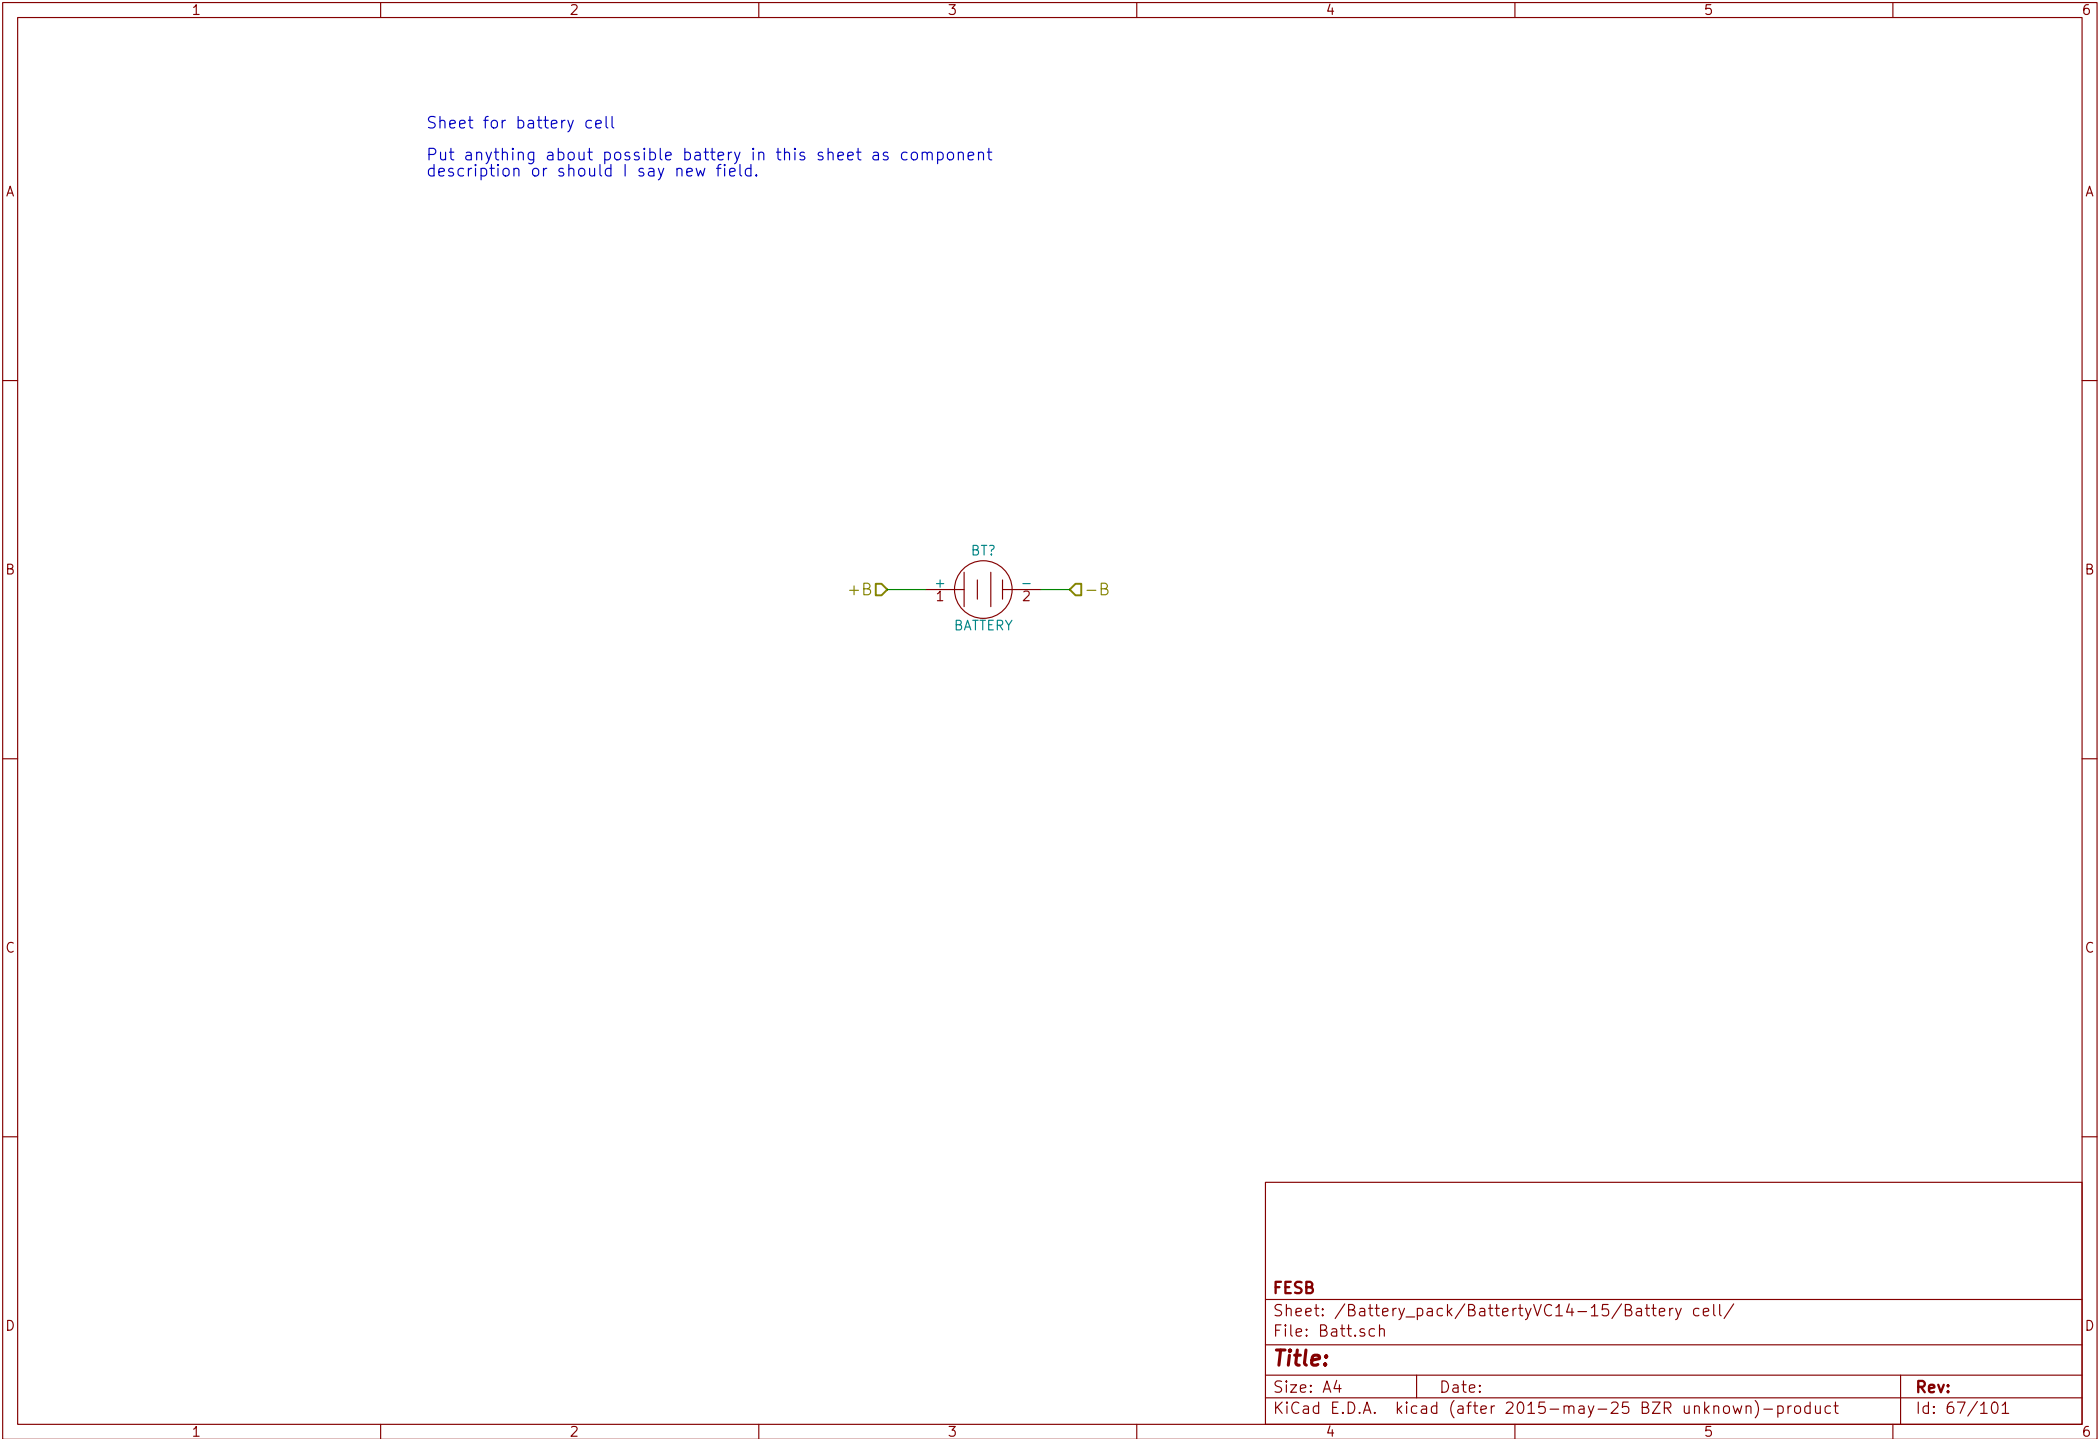 1 2 3 4 5 6
Sheet for battery cell
Put anything about possible battery in this sheet as component
description or should I say new field.
A A
BT?
B B
+B + 1 - 2 -B
BATTERY
C C
FESB
Sheet: /Battery_pack/BattertyVC14-15/Battery cell/
File: Batt.sch
D D
Title:
Size: A4 Date: Rev:
KiCad E.D.A. kicad (after 2015-may-25 BZR unknown)-product Id: 67/101
1 2 3 4 5 6